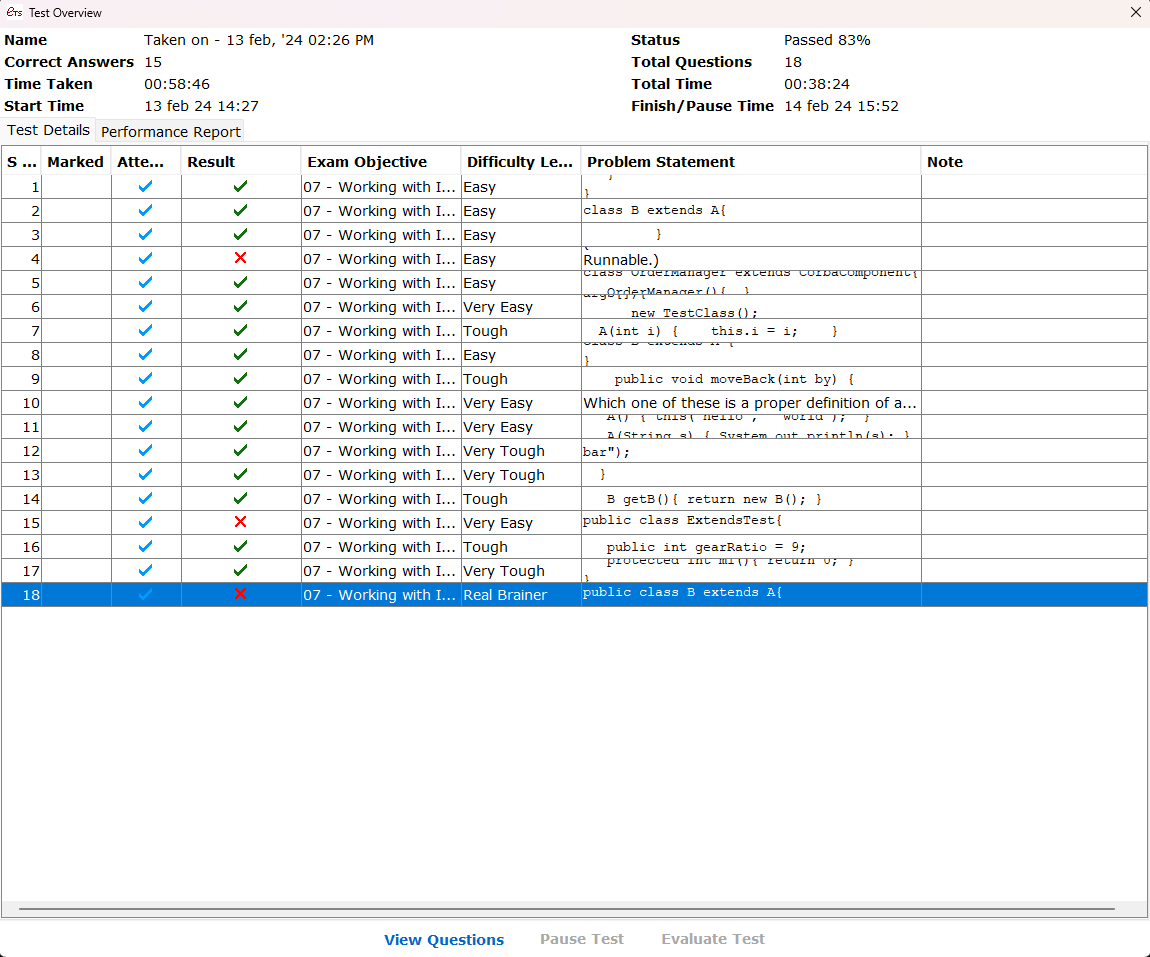 eTs Test Overview
Name Taken on - 13 feb, '24 02:26 PM Status Passed 83%
Correct Answers 15 Total Questions 18
Time Taken 00:58:46 Total Time 00:38:24
Start Time 13 feb 24 14:27 Finish/Pause Time 14 feb 24 15:52
Test Details Performance Report
S ... Marked Atte... Result Exam Objective Difficulty Le... Problem Statement Note
1 07 - Working with I... Easy }
2 07 - Working with I... Easy class B extends A{
3 07 - Working with I... Easy }
4 07 - Working with I... Easy Runnable.)
5 07 - Working with I... Easy class OrderManager extends CorbaComponent{
OrderManager(){ }
6 07 - Working with I... Very Easy new TestClass();
7 07 - Working with I... Tough A(int i) { this.i = i; }
8 07 - Working with I... Easy class B extends A {
}
9 07 - Working with I... Tough public void moveBack(int by) {
10 07 - Working with I... Very Easy Which one of these is a proper definition of a...
11 07 - Working with I... Very Easy A() { this("hello", " world"); }
A(String s) { System.out.println(s); }
12 07 - Working with I... Very Tough bar");
13 07 - Working with I... Very Tough }
14 07 - Working with I... Tough B getB(){ return new B(); }
15 07 - Working with I... Very Easy public class ExtendsTest{
16 07 - Working with I... Tough public int gearRatio = 9;
17 07 - Working with I... Very Tough protected int m1(){ return 0; }
}
18 07 - Working with I... Real Brainer public class B extends A{
View Questions Pause Test Evaluate Test